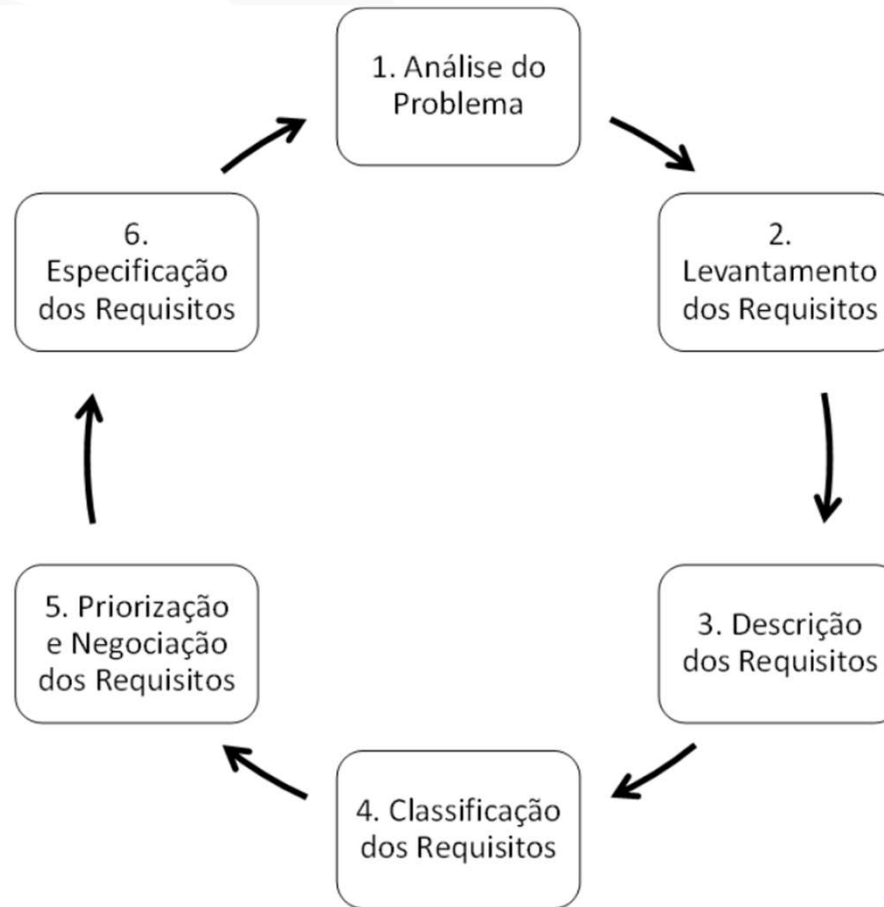 1. Análise do
Problema
2.
Levantamento
dos Requisitos
3. Descrição
dos Requisitos
4. Classificação
dos Requisitos
5. Priorização
e Negociação
dos Requisitos
6.
Especificação
dos Requisitos